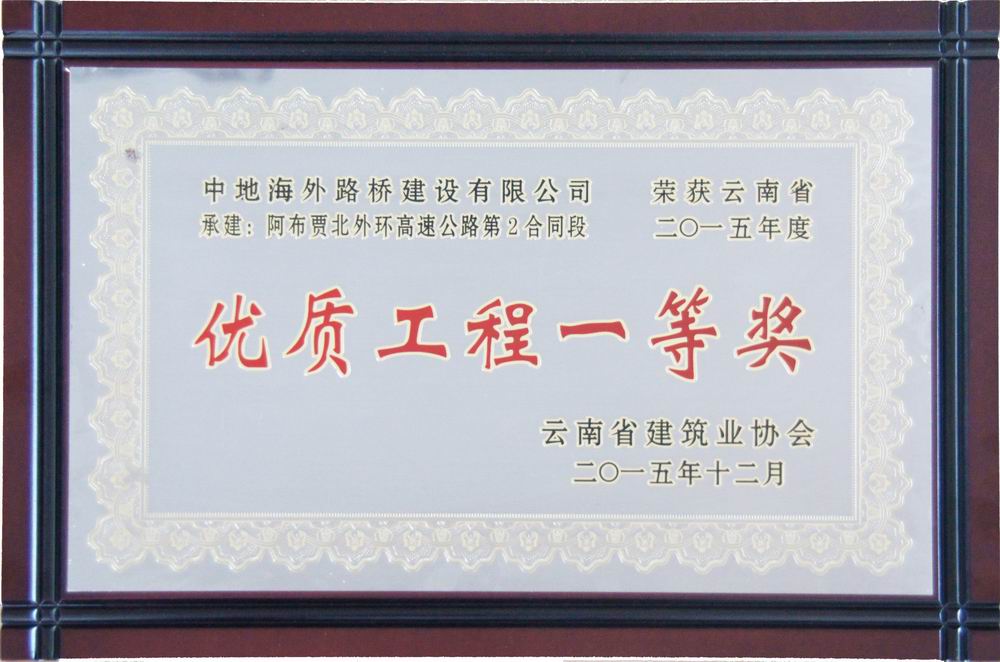 中地海外路桥建设有限公司 荣获云南省
承建：阿布贾北外环高速公路第2合同段 二〇一五年度
优质工程一等奖
云南省建筑业协会
二〇一五年十二月